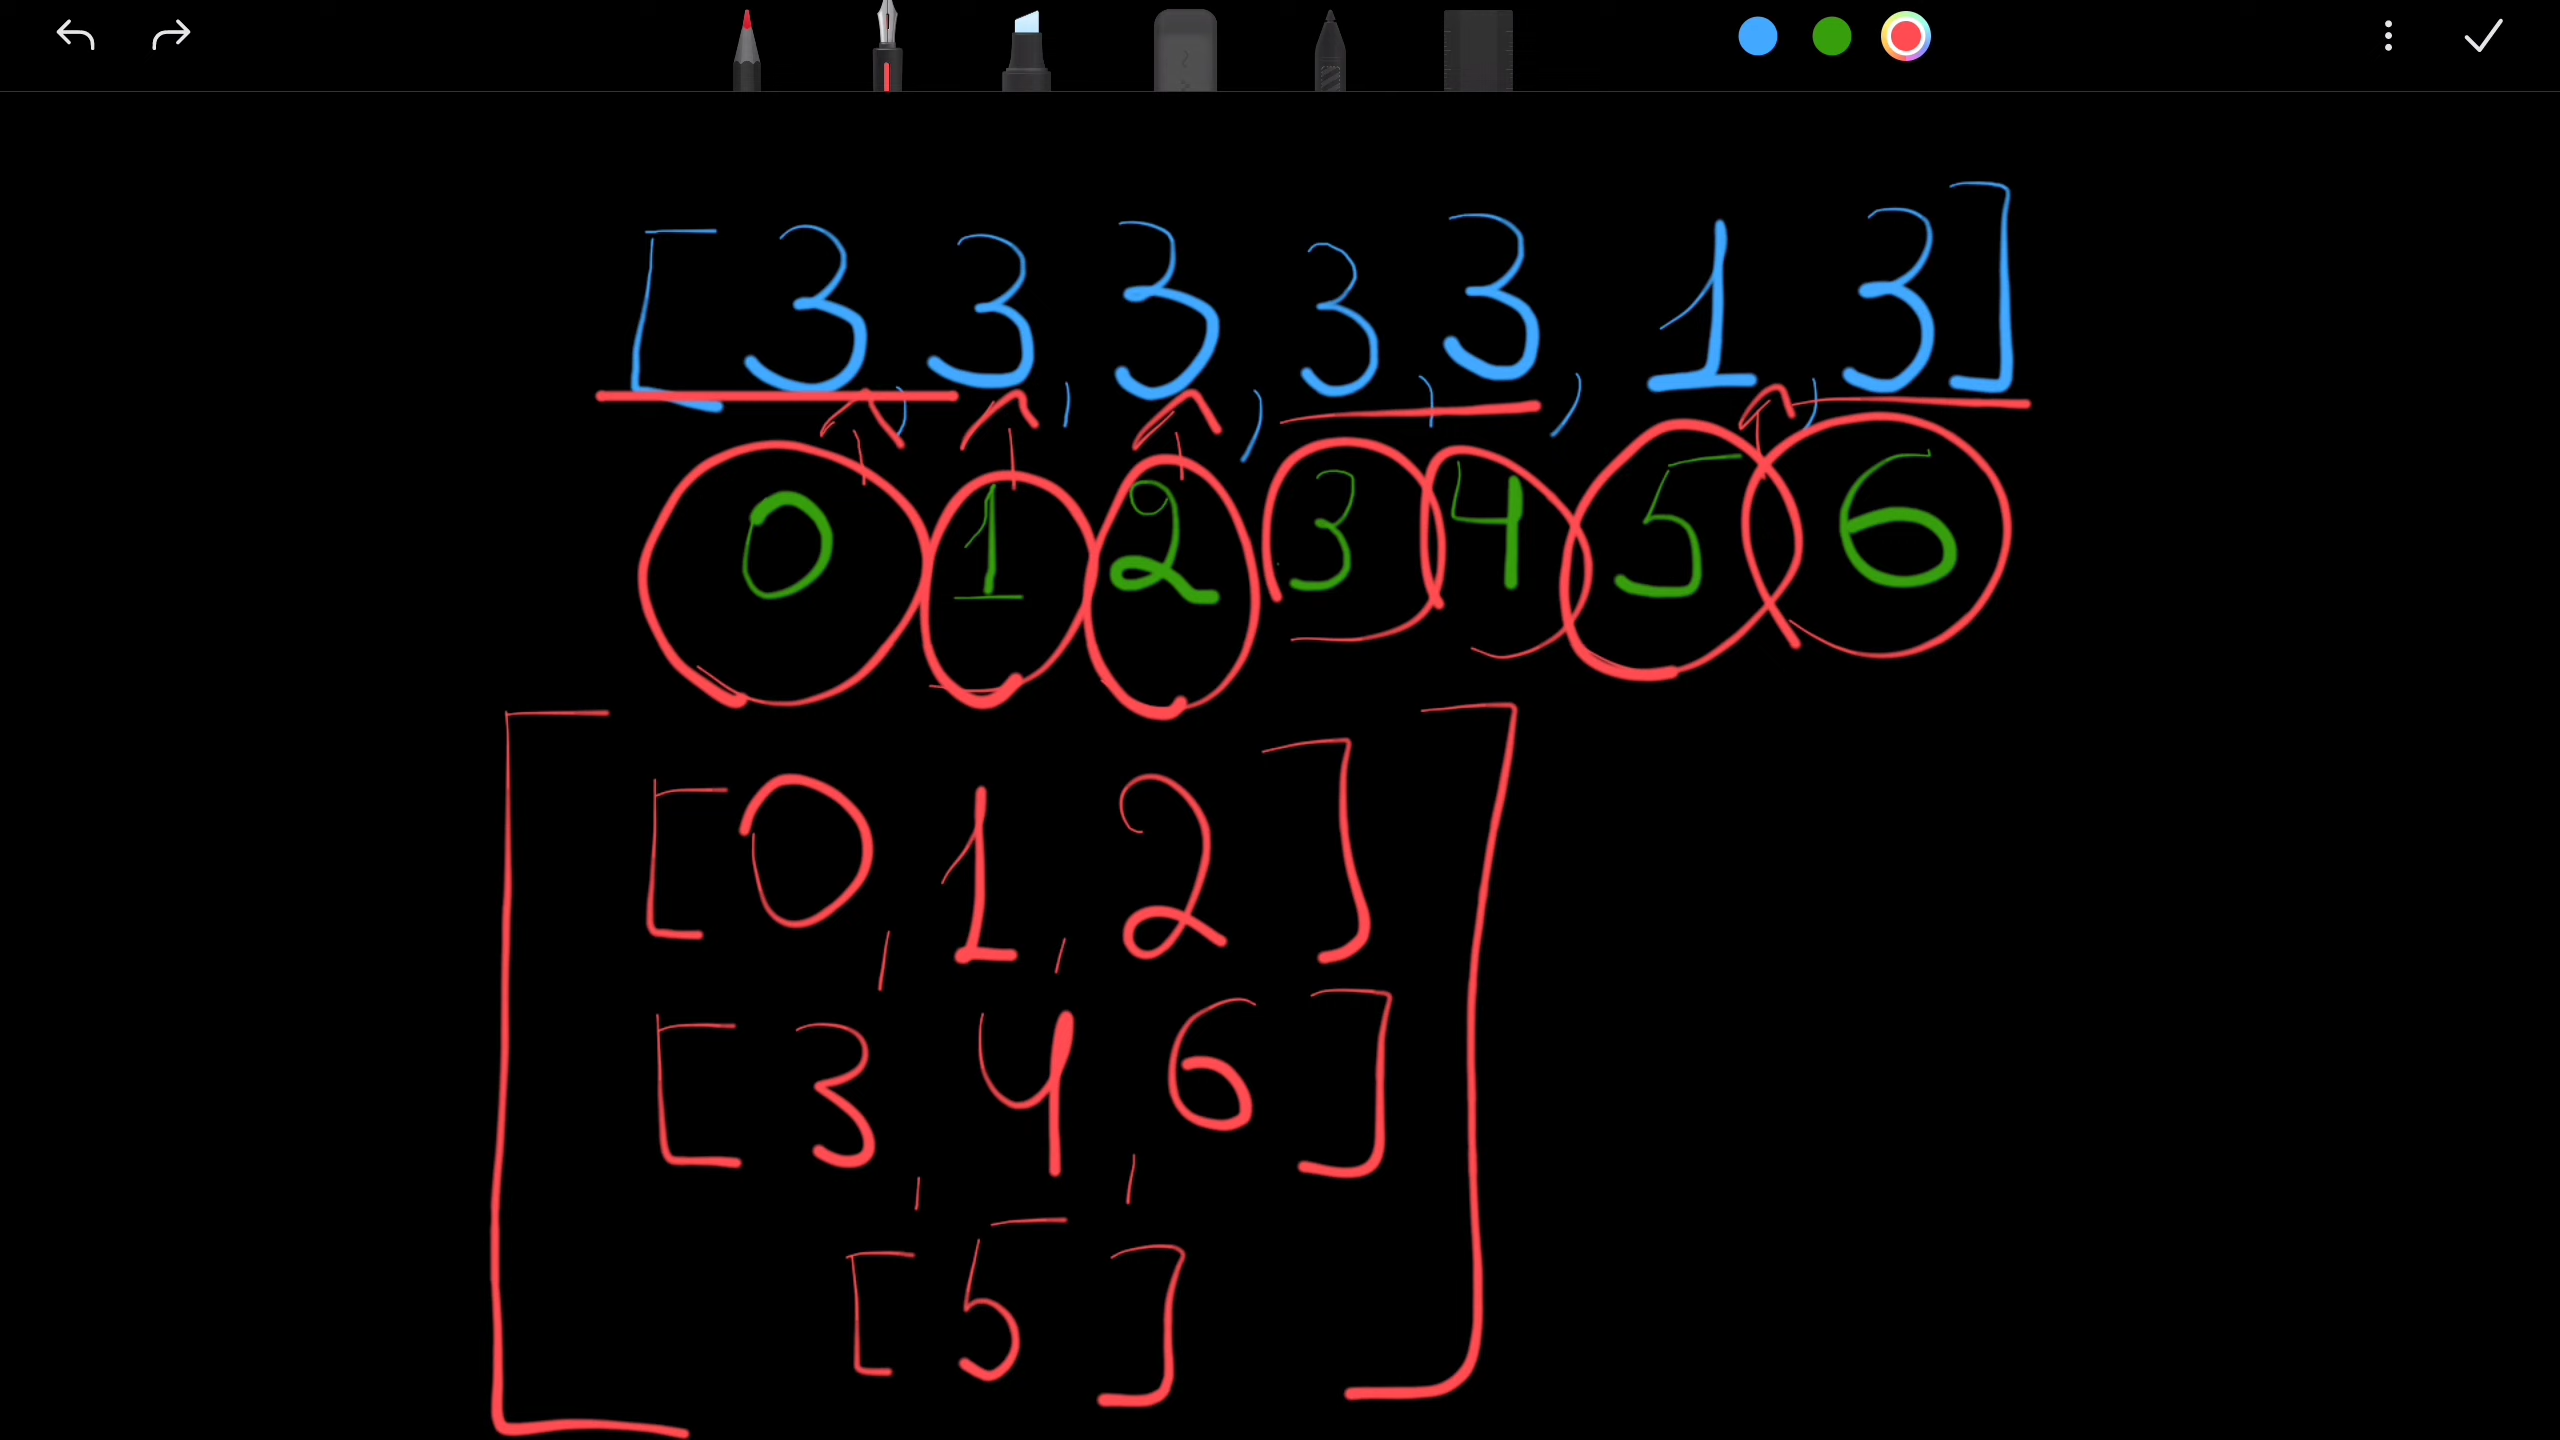 [ 3, 3, 3, 3, 3, 1, 3 ]
0 1 2 3 4 5 6
[
[ 0, 1, 2 ]
[ 3, 4, 6 ]
[ 5 ]
]